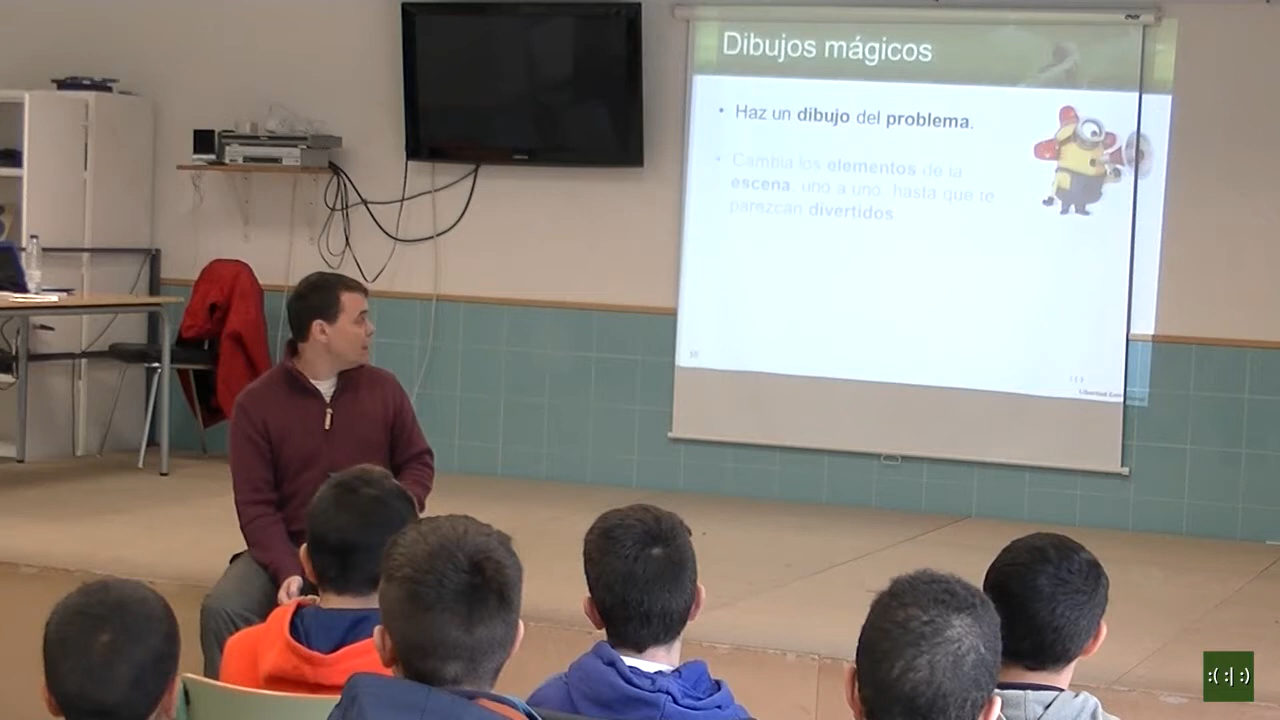 Dibujos mágicos
• Haz un dibujo del problema.
• Cambia los elementos de la
escena, uno a uno, hasta que te
parezcan divertidos
:( :| :)